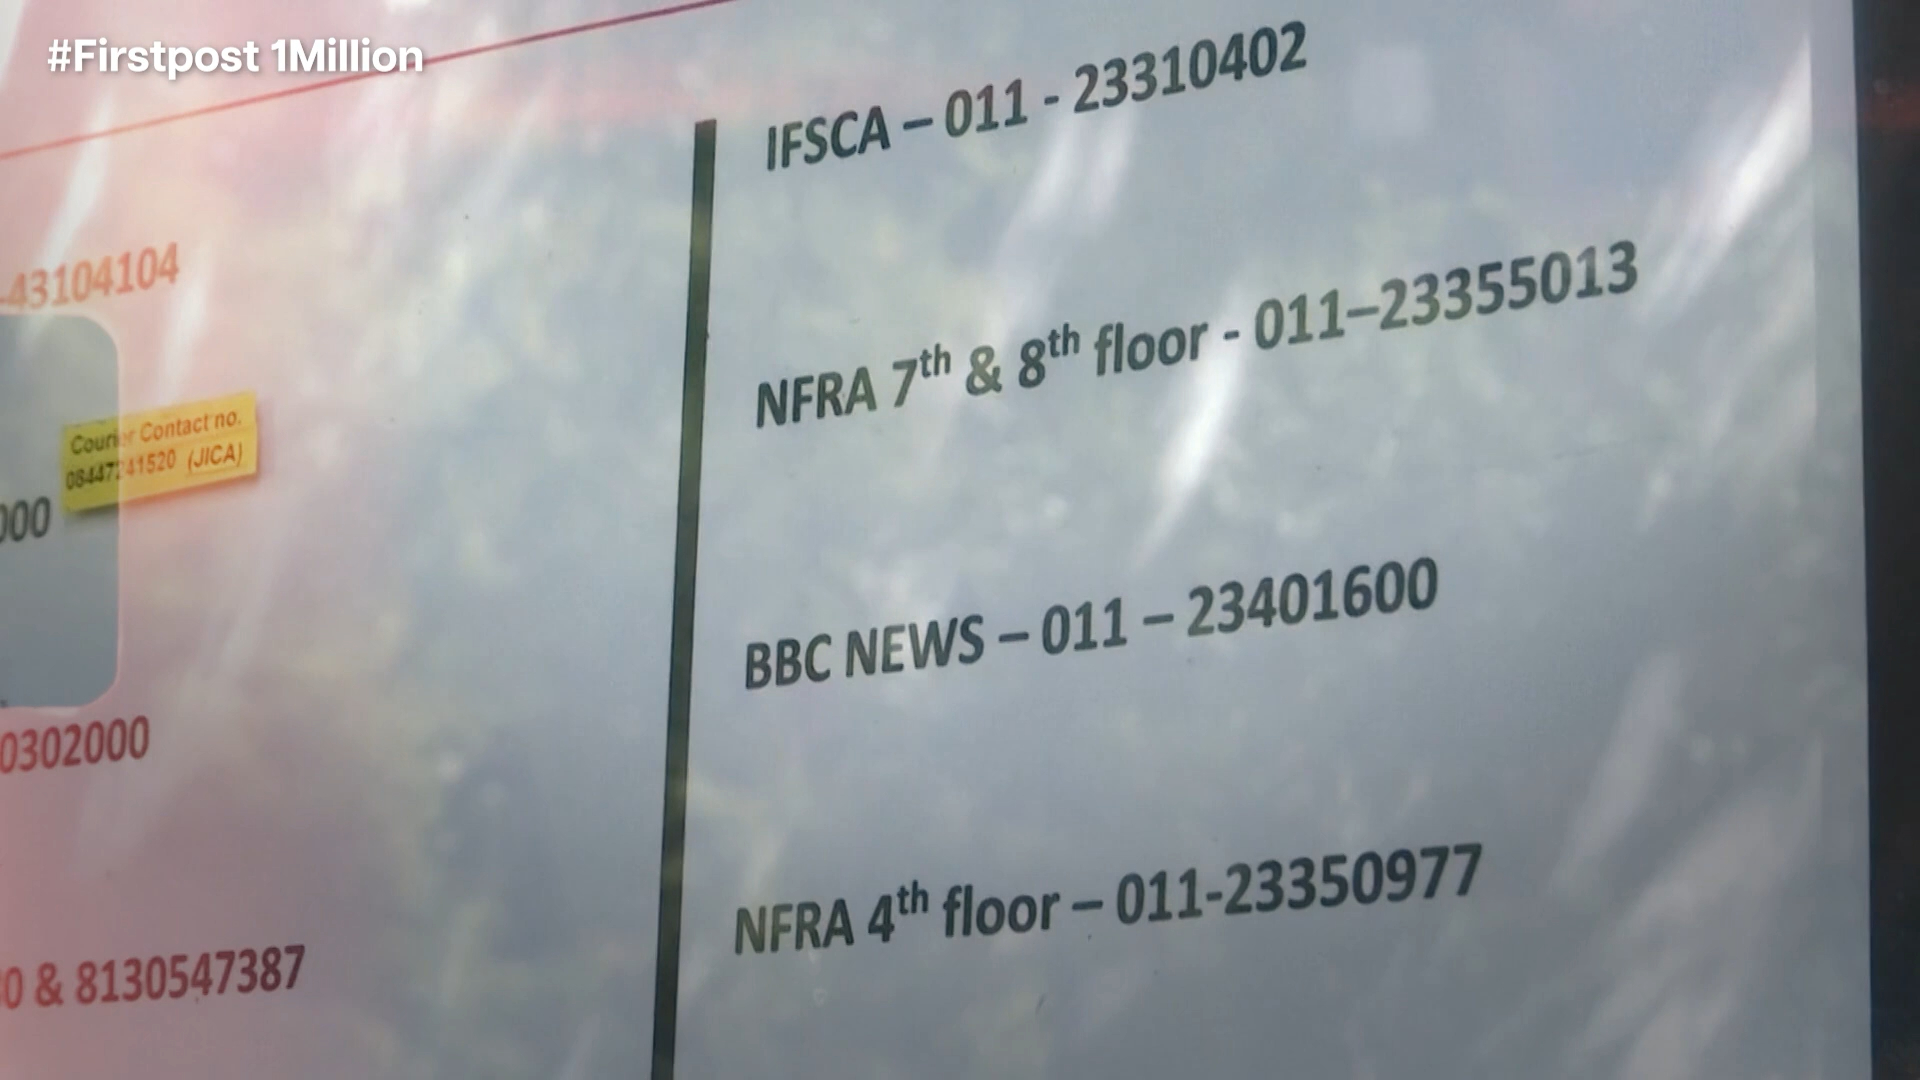 #Firstpost 1Million
-43104104
Courier Contact no.
08447241520 (JICA)
000
0302000
0 & 8130547387
IFSCA – 011 - 23310402
NFRA 7th & 8th floor - 011–23355013
BBC NEWS – 011 – 23401600
NFRA 4th floor – 011-23350977